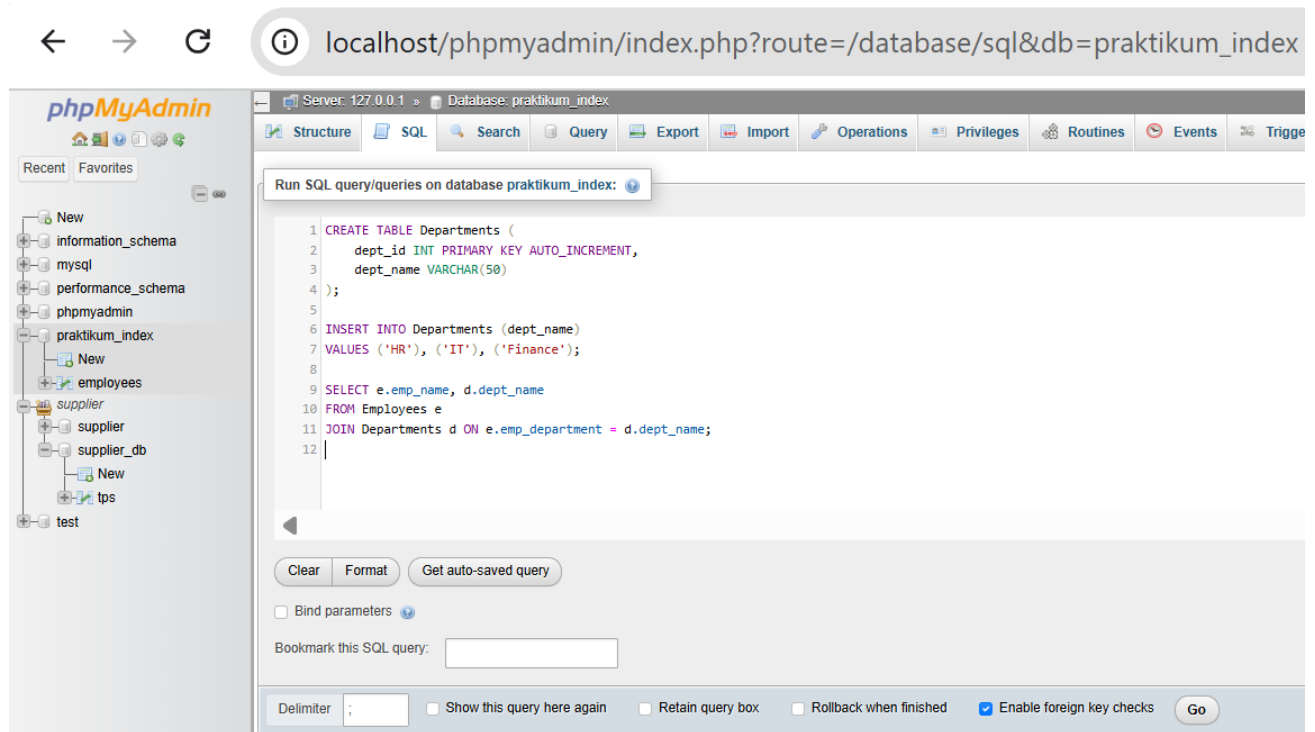 localhost/phpmyadmin/index.php?route=/database/sql&db=praktikum_index
phpMyAdmin
Recent Favorites
New
information_schema
mysql
performance_schema
phpmyadmin
praktikum_index
New
employees
supplier
supplier
supplier_db
New
tps
test
Server: 127.0.0.1 » Database: praktikum_index
Structure SQL Search Query Export Import Operations Privileges Routines Events Trigge
Run SQL query/queries on database praktikum_index:
1 CREATE TABLE Departments (
2 dept_id INT PRIMARY KEY AUTO_INCREMENT,
3 dept_name VARCHAR(50)
4 );
5
6 INSERT INTO Departments (dept_name)
7 VALUES ('HR'), ('IT'), ('Finance');
8
9 SELECT e.emp_name, d.dept_name
10 FROM Employees e
11 JOIN Departments d ON e.emp_department = d.dept_name;
12
Clear Format Get auto-saved query
Bind parameters
Bookmark this SQL query:
Delimiter ; Show this query here again Retain query box Rollback when finished Enable foreign key checks Go